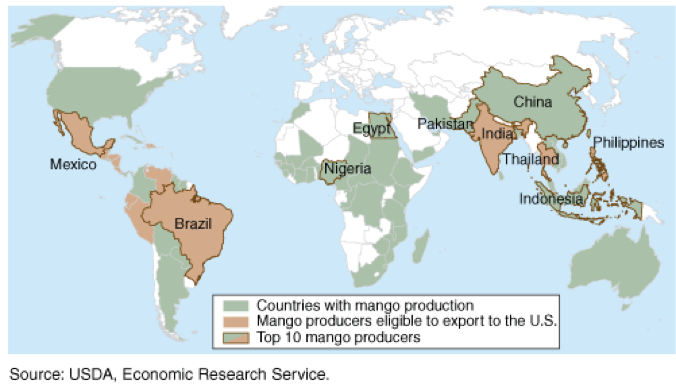 China
Egypt
Pakistan
India
Philippines
Mexico
Nigeria
Thailand
Indonesia
Brazil
Countries with mango production
Mango producers eligible to export to the U.S.
Top 10 mango producers
Source: USDA, Economic Research Service.